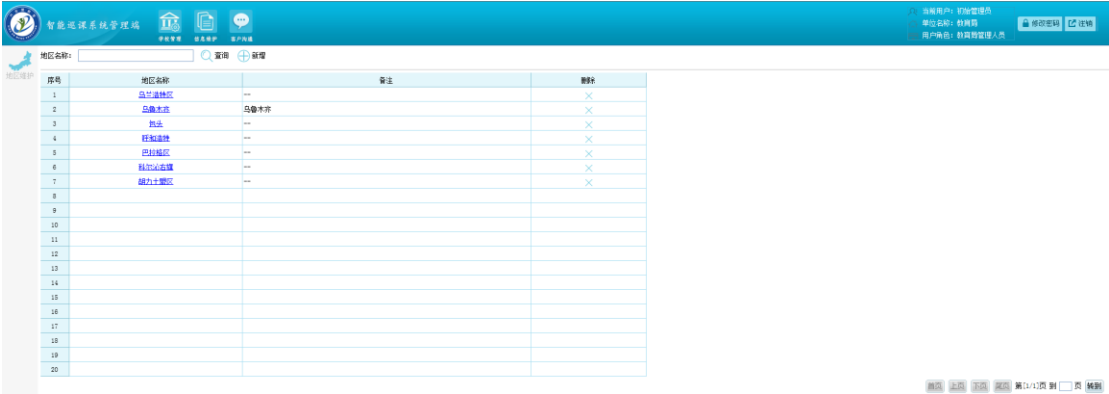 智能巡课系统管理端
学校管理 信息维护 客户沟通
当前用户：初始管理员
单位名称：教育局
用户角色：教育局管理人员
修改密码 注销
地区维护
地区名称： 查询 新增
序号 地区名称 备注 删除
1 乌兰浩特区 --
2 乌鲁木齐 乌鲁木齐
3 包头 --
4 呼和浩特 --
5 巴拉格区 --
6 科尔沁右旗 --
7 胡力士塑区 --
8
9
10
11
12
13
14
15
16
17
18
19
20
首页 上页 下页 尾页 第[1/1]页 到 页 转到